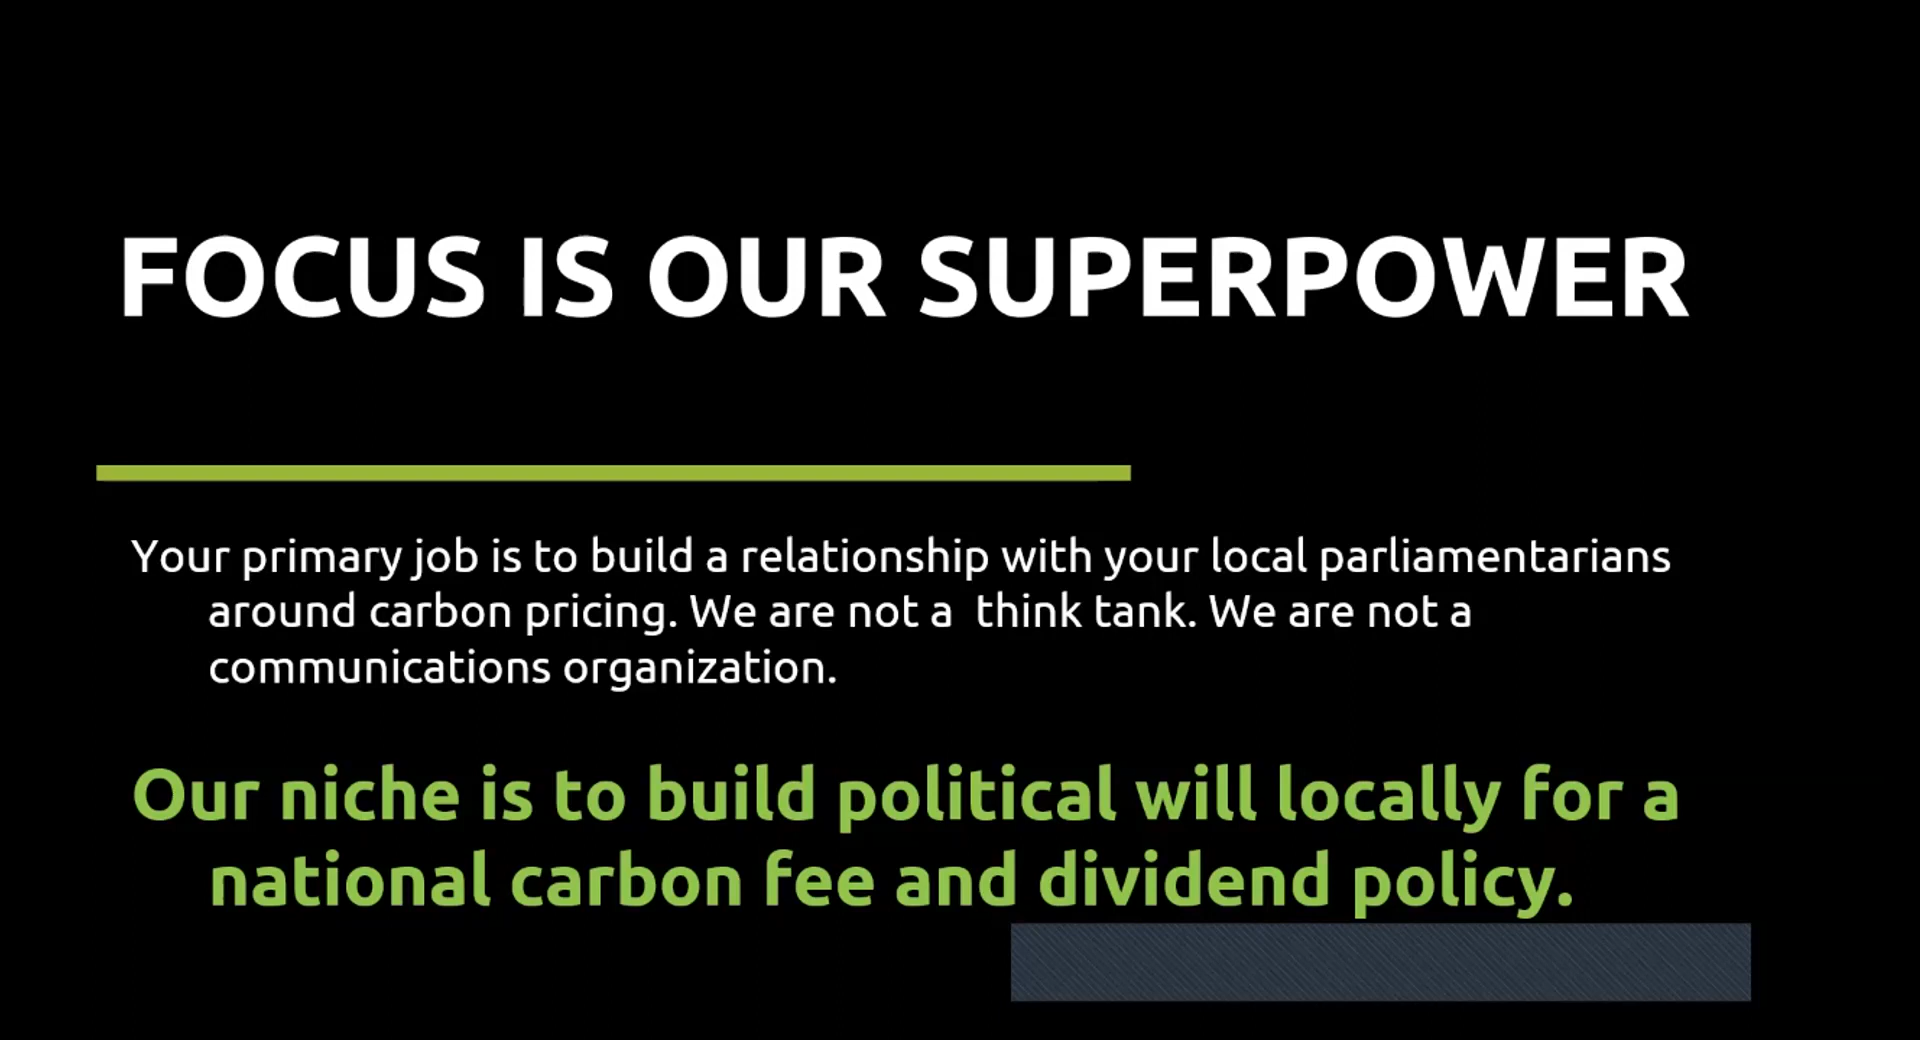 FOCUS IS OUR SUPERPOWER
Your primary job is to build a relationship with your local parliamentarians
around carbon pricing. We are not a  think tank. We are not a
communications organization.
Our niche is to build political will locally for a
national carbon fee and dividend policy.